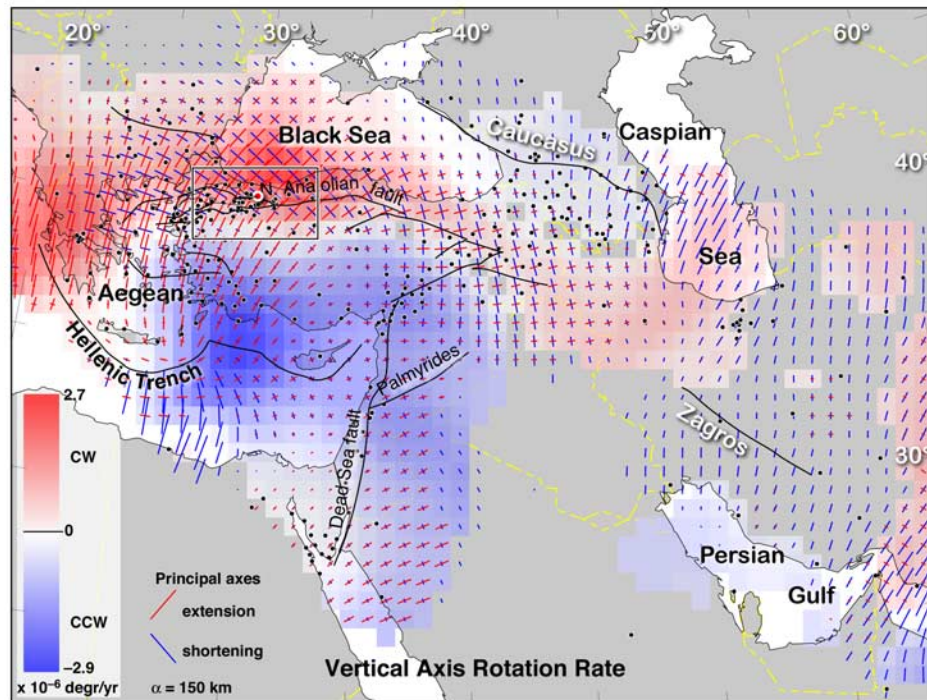 20° 30° 40° 50° 60°
Black Sea
Caucasus
Caspian
40°
N. Anatolian fault
Sea
Aegean
Hellenic Trench
Palmyrides
2.7
CW
Dead Sea fault
Zagros
30°
0
Persian
Principal axes
Gulf
extension
CCW
shortening
-2.9
Vertical Axis Rotation Rate
x 10⁻⁶ degr/yr
α = 150 km